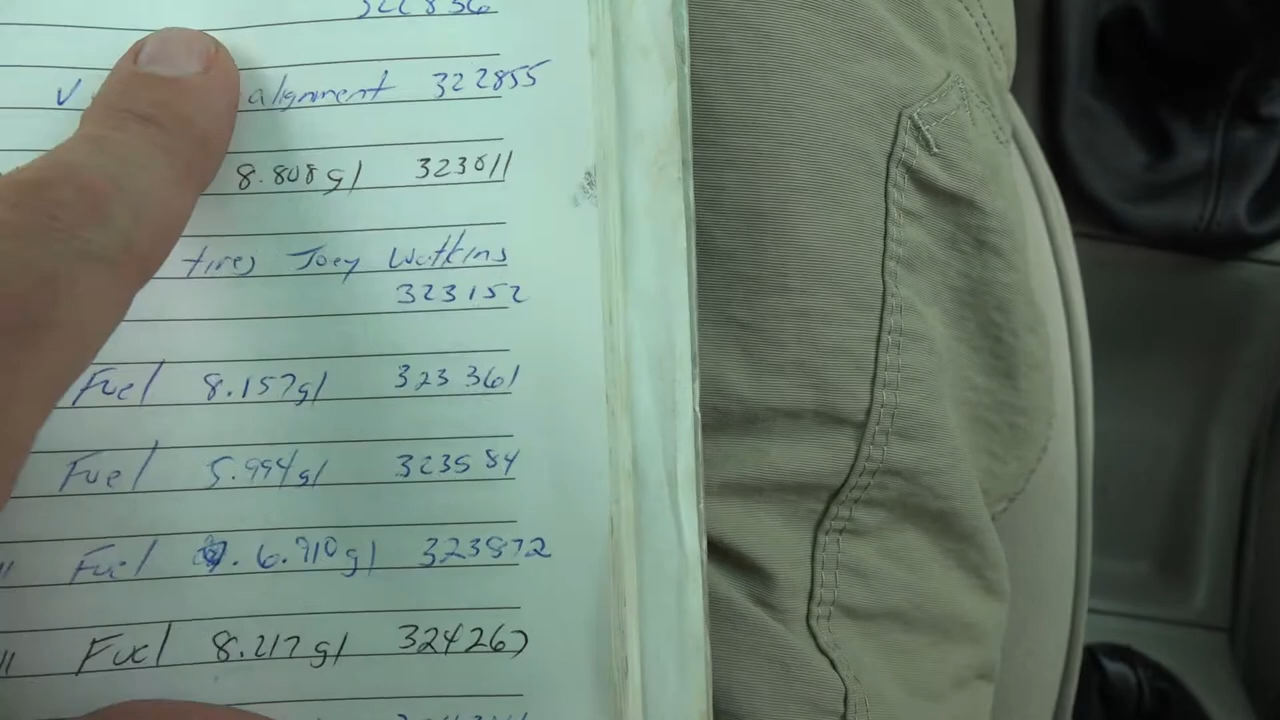 322836
V alignment 322855
8.808gl 323011
tires Joey Watkins
323152
Fuel 8.157gl 323361
Fuel 5.994gl 323584
" Fuel 6.910gl 323872
" Fuel 8.217gl 324267